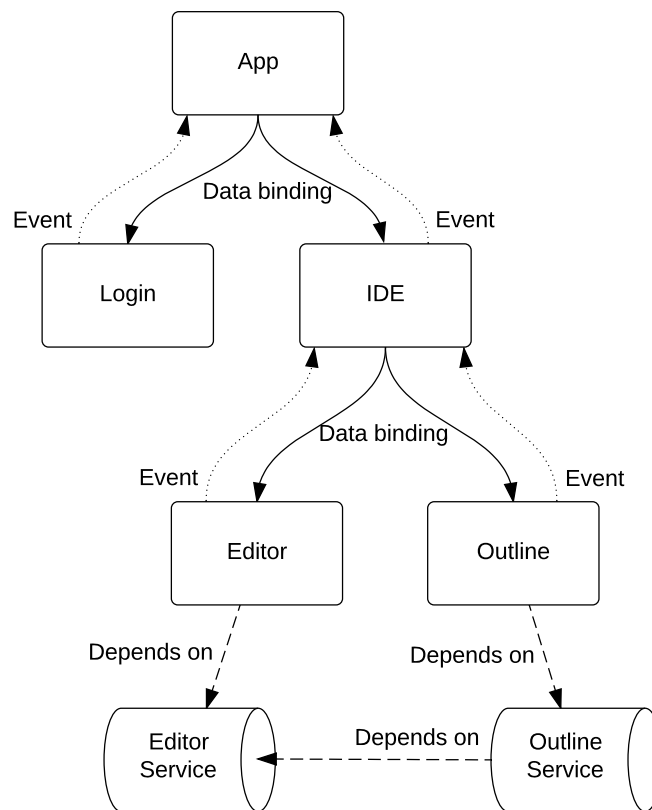 App
Data binding
Event
Event
Login
IDE
Data binding
Event
Event
Editor
Outline
Depends on
Depends on
Editor
Service
Depends on
Outline
Service